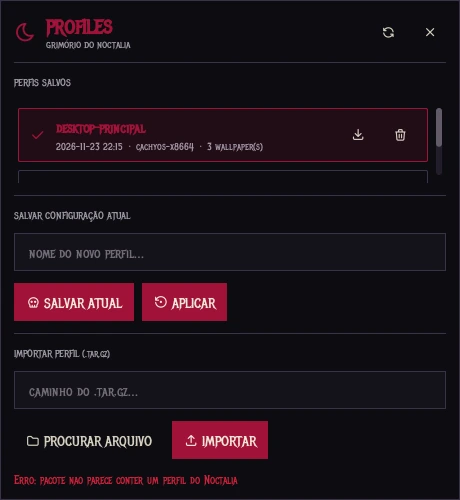 PROFILES
GRIMÓRIO DO NOCTALIA
PERFIS SALVOS
DESKTOP-PRINCIPAL
2026-11-23 22:15 · CACHYOS-X8664 · 3 WALLPAPER(S)
SALVAR CONFIGURAÇÃO ATUAL
NOME DO NOVO PERFIL...
SALVAR ATUAL
APLICAR
IMPORTAR PERFIL (.TAR.GZ)
CAMINHO DO .TAR.GZ...
PROCURAR ARQUIVO
IMPORTAR
ERRO: PACOTE NAO PARECE CONTER UM PERFIL DO NOCTALIA